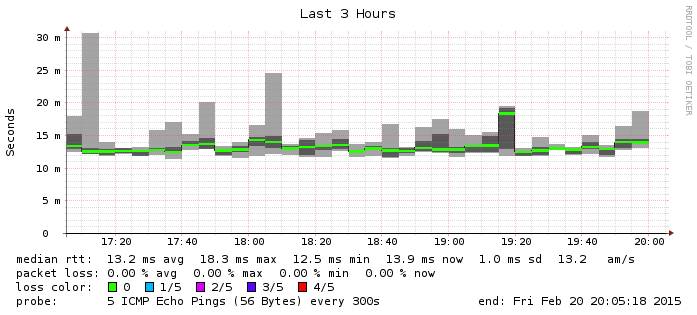 Last 3 Hours
RRDTOOL / TOBI OETIKER
Seconds
30 m
25 m
20 m
15 m
10 m
5 m
0
17:20 17:40 18:00 18:20 18:40 19:00 19:20 19:40 20:00
median rtt: 13.2 ms avg 18.3 ms max 12.5 ms min 13.9 ms now 1.0 ms sd 13.2 am/s
packet loss: 0.00 % avg 0.00 % max 0.00 % min 0.00 % now
loss color: 0 1/5 2/5 3/5 4/5
probe: 5 ICMP Echo Pings (56 Bytes) every 300s end: Fri Feb 20 20:05:18 2015